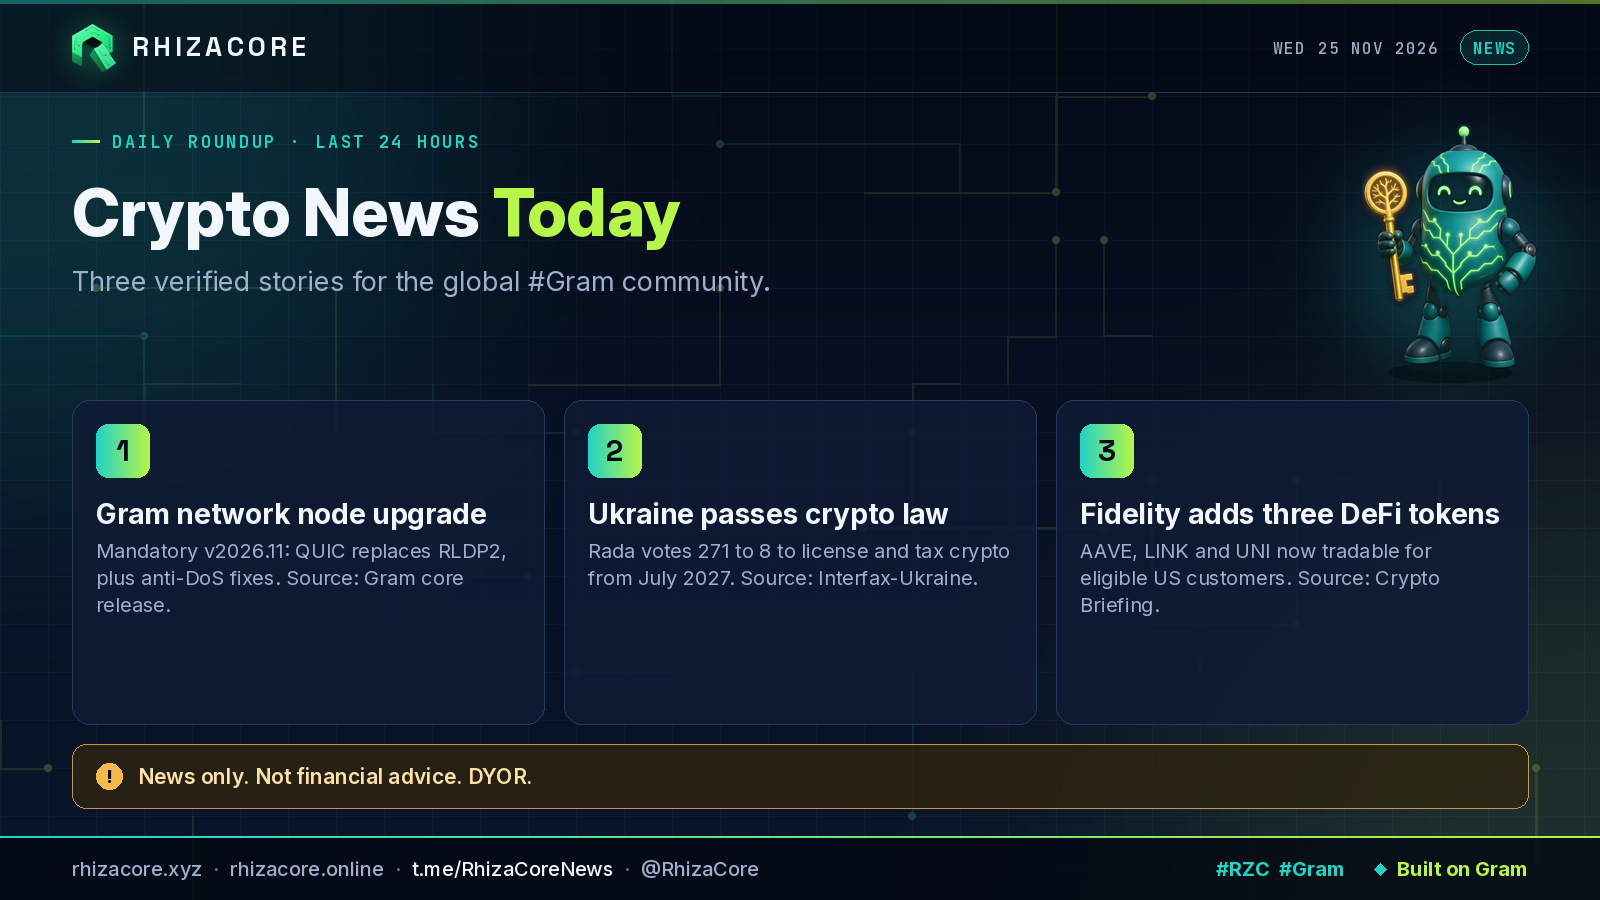 RHIZACORE
WED 25 NOV 2026
NEWS
DAILY ROUNDUP · LAST 24 HOURS
Crypto News Today
Three verified stories for the global #Gram community.
1
Gram network node upgrade
Mandatory v2026.11: QUIC replaces RLDP2,
plus anti-DoS fixes. Source: Gram core
release.
2
Ukraine passes crypto law
Rada votes 271 to 8 to license and tax crypto
from July 2027. Source: Interfax-Ukraine.
3
Fidelity adds three DeFi tokens
AAVE, LINK and UNI now tradable for
eligible US customers. Source: Crypto
Briefing.
! News only. Not financial advice. DYOR.
rhizacore.xyz · rhizacore.online · t.me/RhizaCoreNews · @RhizaCore
#RZC #Gram ◆ Built on Gram